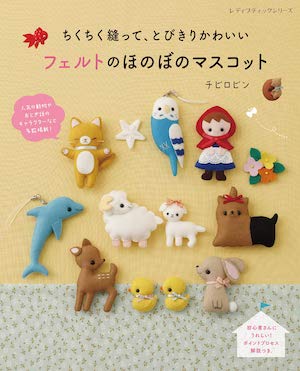 レディブティックシリーズ
ちくちく縫って、とびきりかわいい
フェルトのほのぼのマスコット
チビロビン
人気の動物や
おとぎ話の
キャラクターなど
多数掲載!
初心者さんに
うれしい!
ポイントプロセス
解説つき。